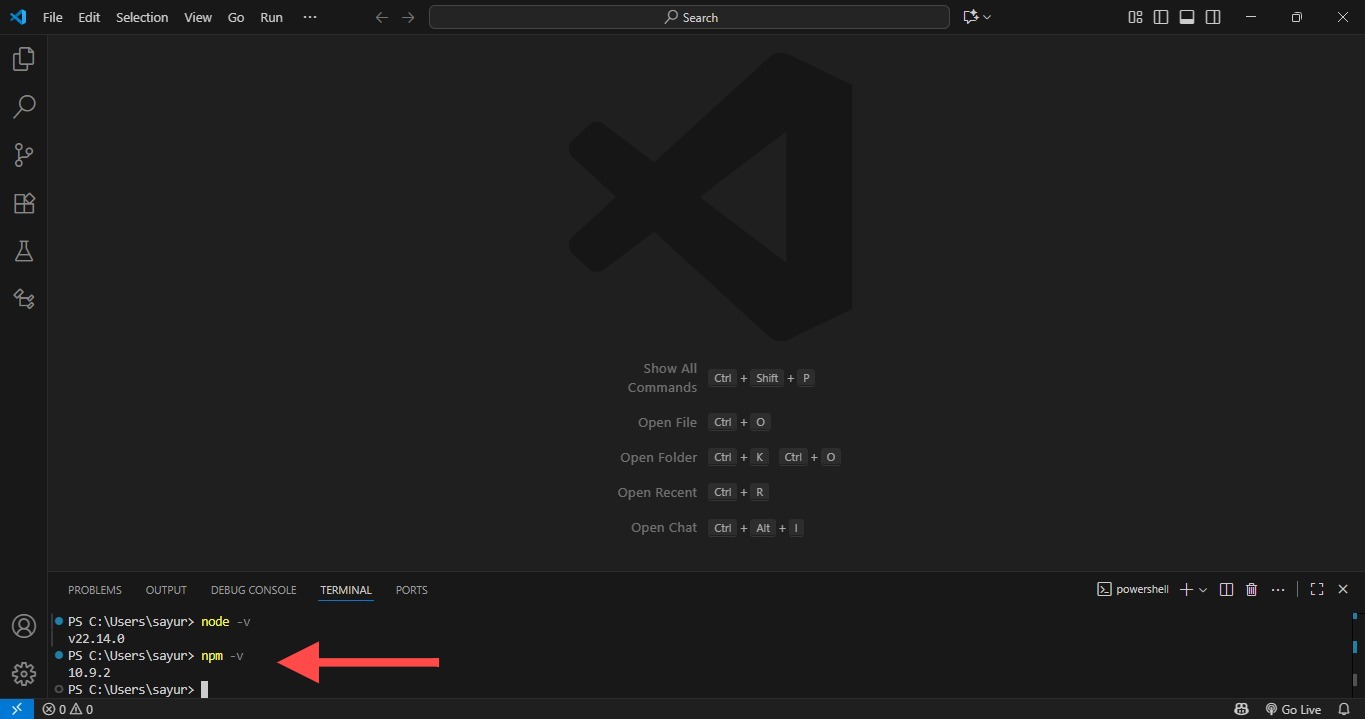 File Edit Selection View Go Run ···
Search
Show All
Commands
Ctrl + Shift + P
Open File Ctrl + O
Open Folder Ctrl + K Ctrl + O
Open Recent Ctrl + R
Open Chat Ctrl + Alt + I
PROBLEMS OUTPUT DEBUG CONSOLE TERMINAL PORTS powershell
PS C:\Users\sayur> node -v
v22.14.0
PS C:\Users\sayur> npm -v
10.9.2
PS C:\Users\sayur>
0 0 Go Live